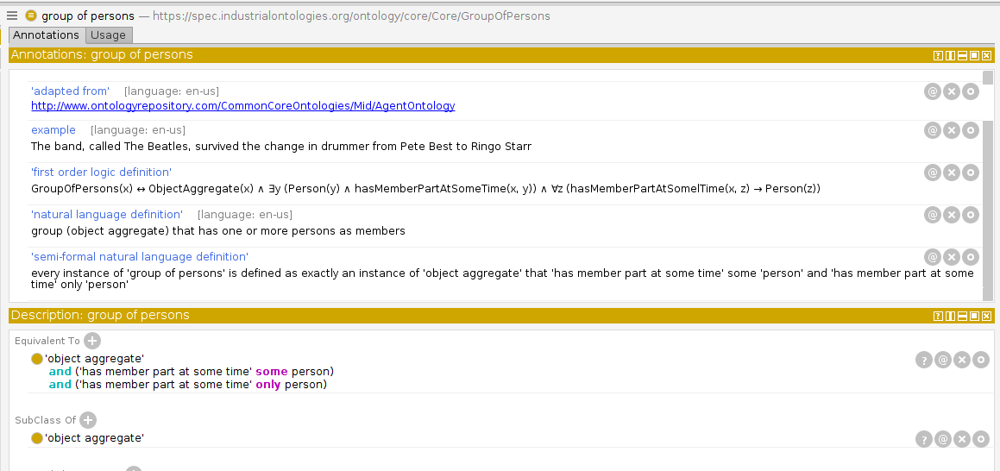 group of persons — https://spec.industrialontologies.org/ontology/core/Core/GroupOfPersons
Annotations Usage
Annotations: group of persons
'adapted from' [language: en-us]
http://www.ontologyrepository.com/CommonCoreOntologies/Mid/AgentOntology
example [language: en-us]
The band, called The Beatles, survived the change in drummer from Pete Best to Ringo Starr
'first order logic definition'
GroupOfPersons(x) ↔ ObjectAggregate(x) ∧ ∃y (Person(y) ∧ hasMemberPartAtSomeTime(x, y)) ∧ ∀z (hasMemberPartAtSomelTime(x, z) → Person(z))
'natural language definition' [language: en-us]
group (object aggregate) that has one or more persons as members
'semi-formal natural language definition'
every instance of 'group of persons' is defined as exactly an instance of 'object aggregate' that 'has member part at some time' some 'person' and 'has member part at some
time' only 'person'
Description: group of persons
Equivalent To
'object aggregate'
and ('has member part at some time' some person)
and ('has member part at some time' only person)
SubClass Of
'object aggregate'